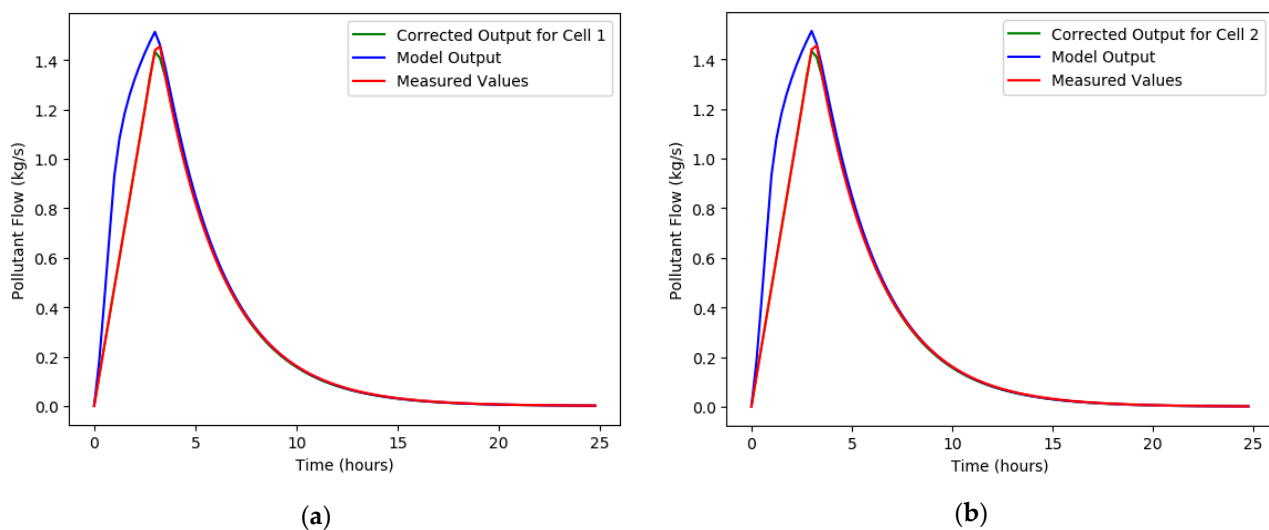 Corrected Output for Cell 1
Model Output
Measured Values
Pollutant Flow (kg/s)
1.4
1.2
1.0
0.8
0.6
0.4
0.2
0.0
0 5 10 15 20 25
Time (hours)
(a)
Corrected Output for Cell 2
Model Output
Measured Values
Pollutant Flow (kg/s)
1.4
1.2
1.0
0.8
0.6
0.4
0.2
0.0
0 5 10 15 20 25
Time (hours)
(b)